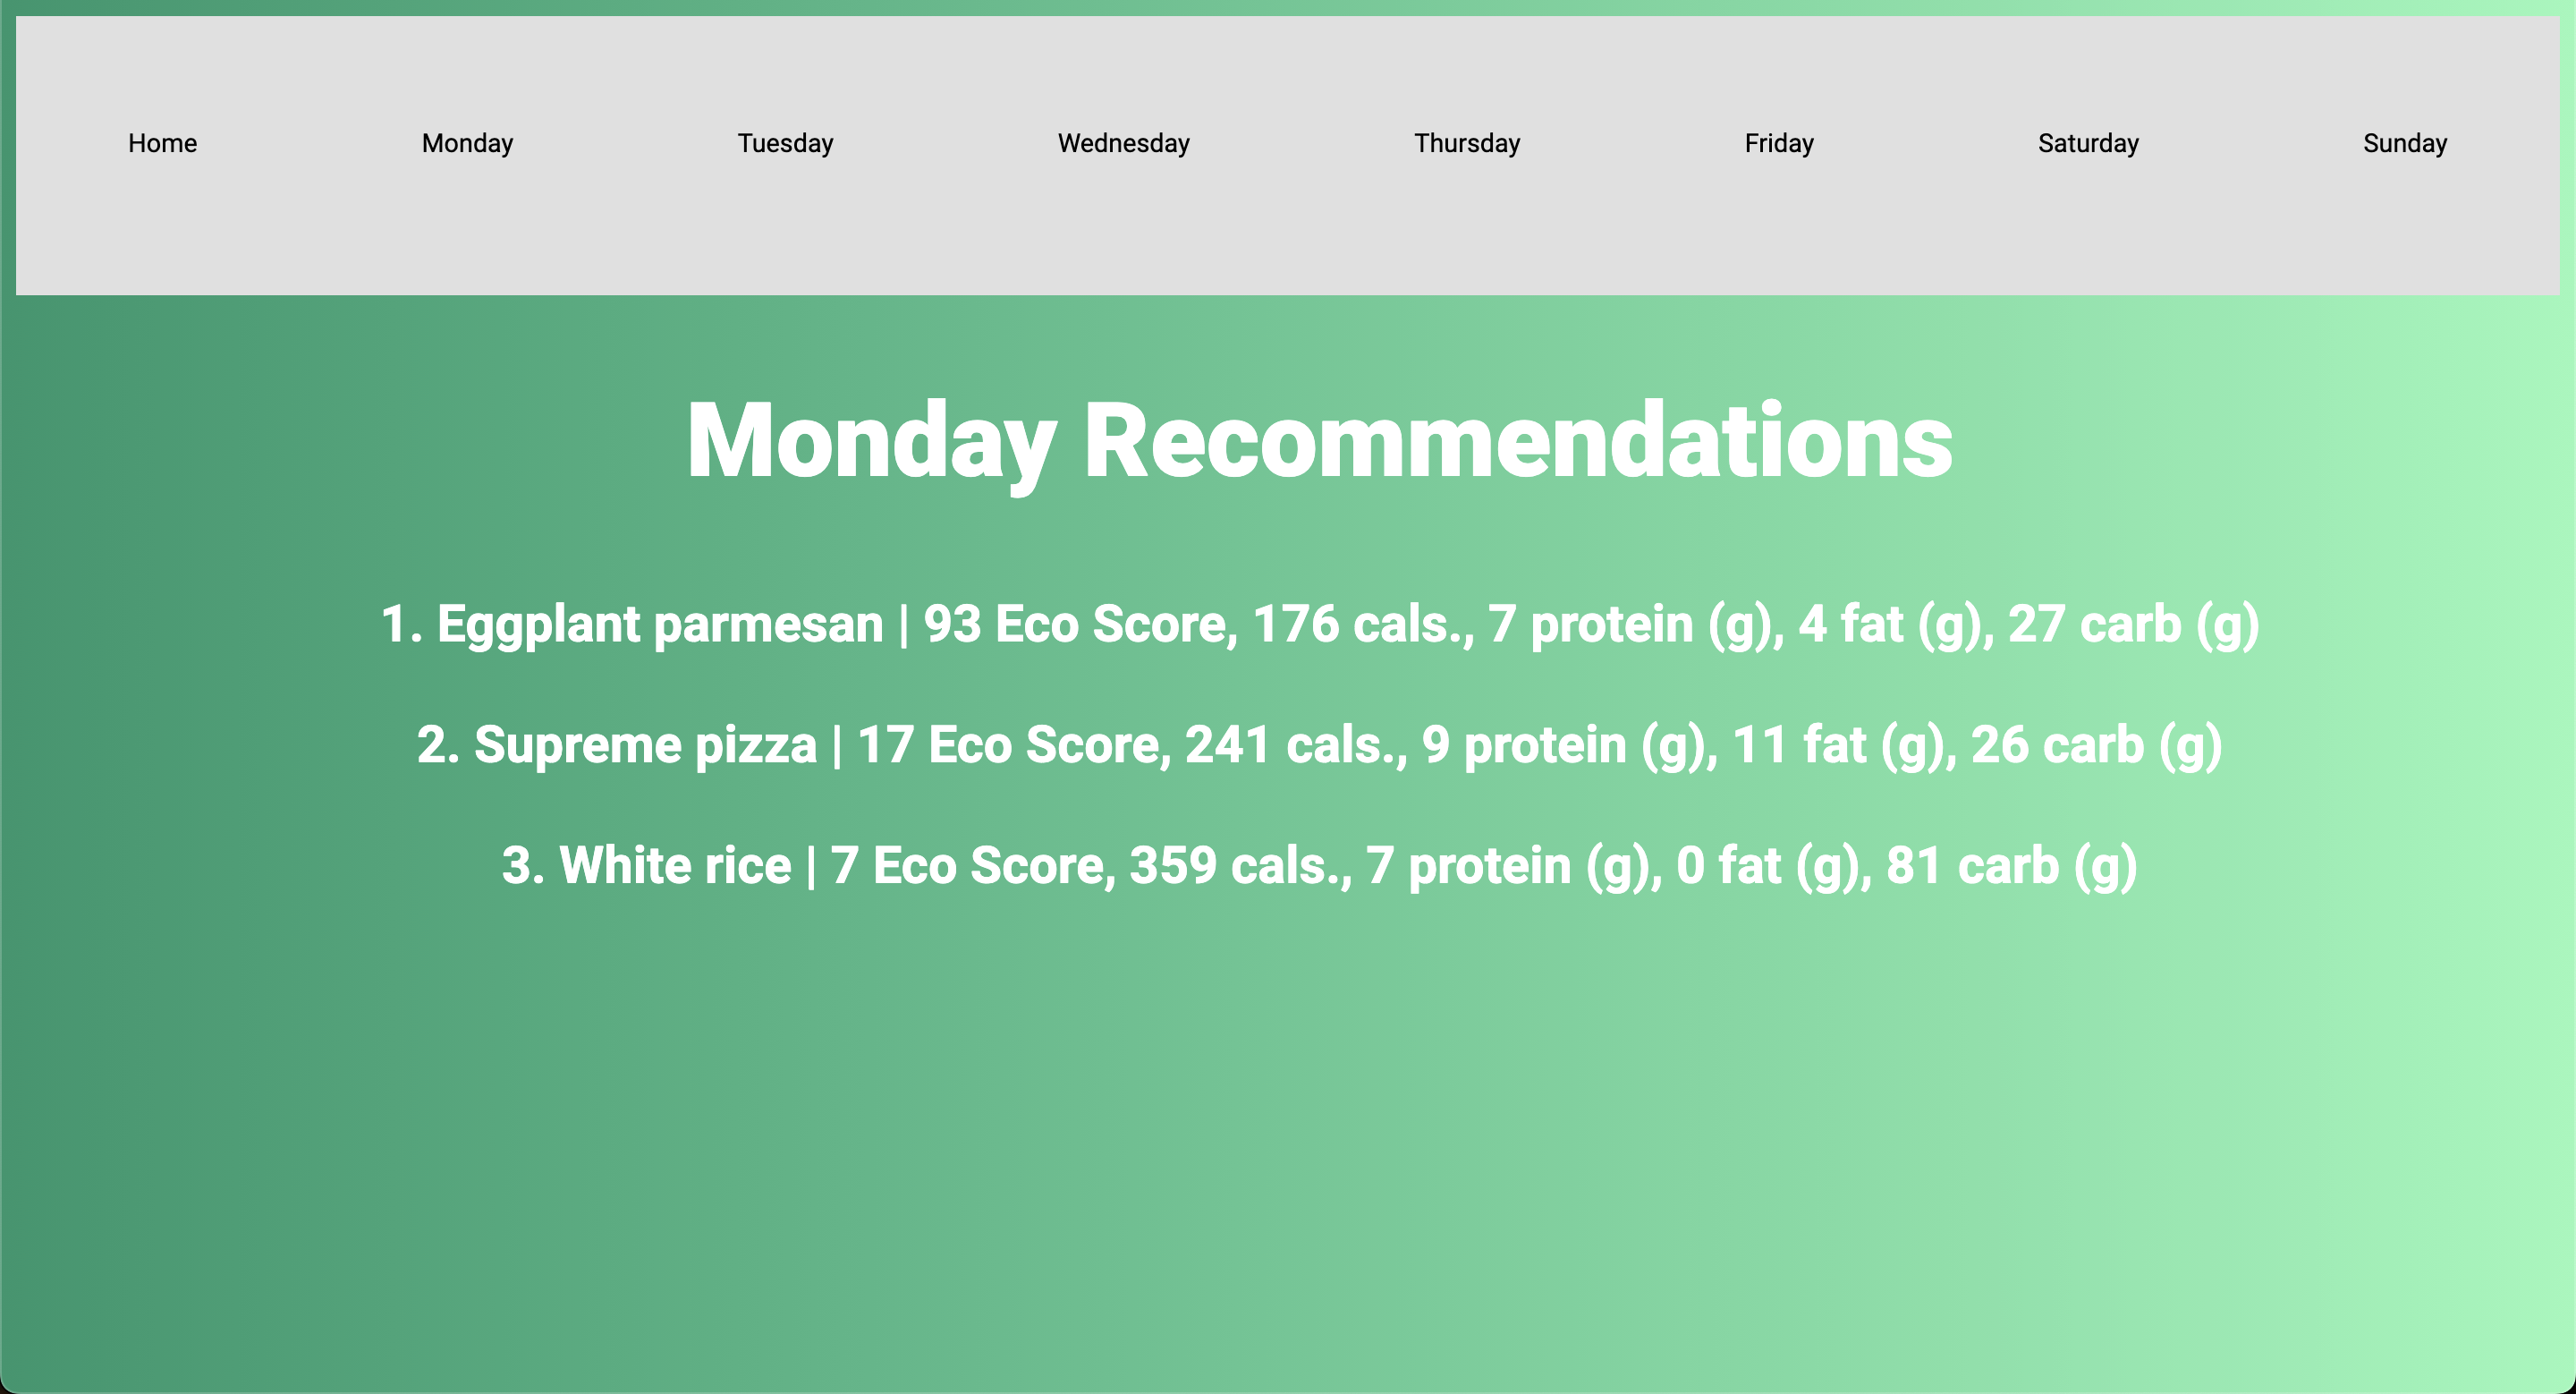 Home Monday Tuesday Wednesday Thursday Friday Saturday Sunday
Monday Recommendations
1. Eggplant parmesan | 93 Eco Score, 176 cals., 7 protein (g), 4 fat (g), 27 carb (g)
2. Supreme pizza | 17 Eco Score, 241 cals., 9 protein (g), 11 fat (g), 26 carb (g)
3. White rice | 7 Eco Score, 359 cals., 7 protein (g), 0 fat (g), 81 carb (g)